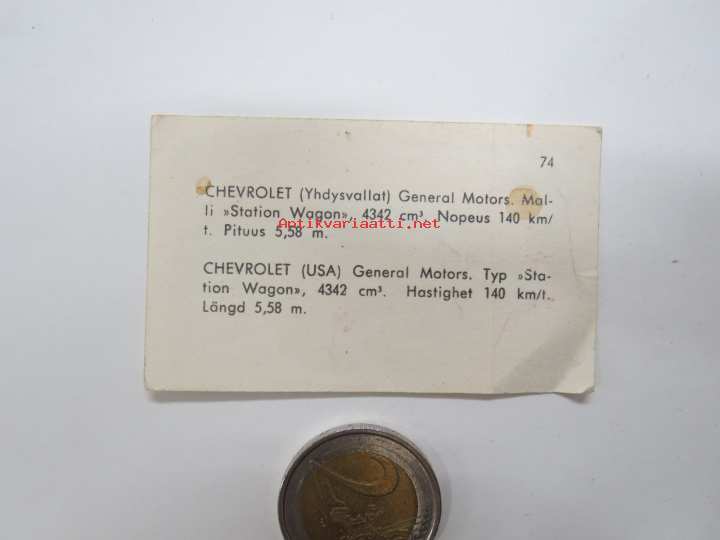 74
CHEVROLET (Yhdysvallat) General Motors. Mal-
li »Station Wagon», 4342 cm³. Nopeus 140 km/
t. Pituus 5,58 m.
Antikvariaatti.net
CHEVROLET (USA) General Motors. Typ »Sta-
tion Wagon», 4342 cm³. Hastighet 140 km/t.
Längd 5,58 m.
2